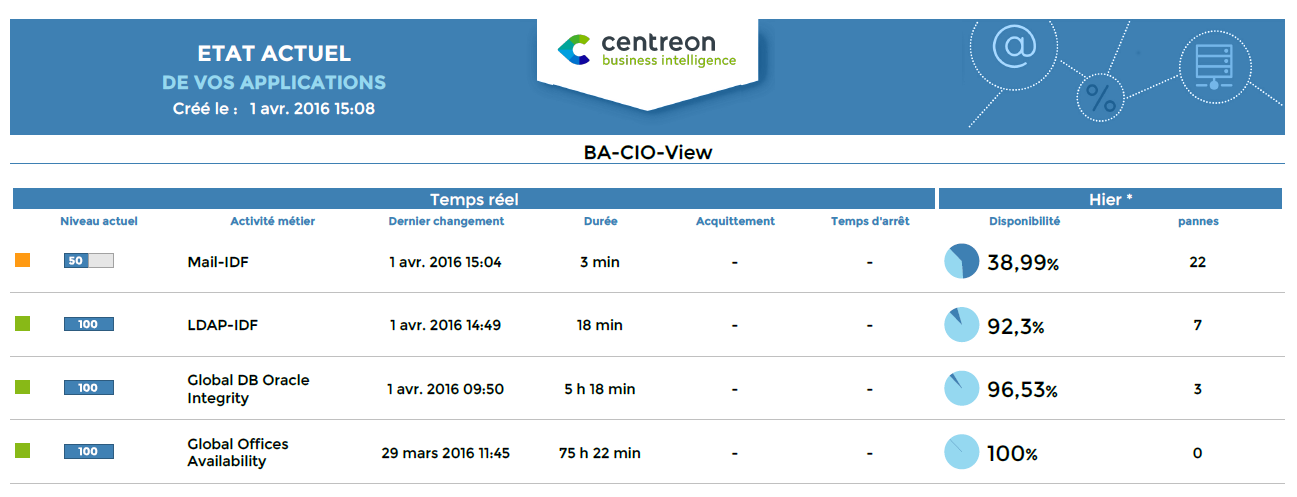 ETAT ACTUEL
DE VOS APPLICATIONS
Créé le : 1 avr. 2016 15:08
centreon
business intelligence
@
%
BA-CIO-View
Temps réel Hier *
Niveau actuel Activité métier Dernier changement Durée Acquittement Temps d'arrêt Disponibilité pannes
50 Mail-IDF 1 avr. 2016 15:04 3 min - - 38,99% 22
100 LDAP-IDF 1 avr. 2016 14:49 18 min - - 92,3% 7
100 Global DB Oracle Integrity 1 avr. 2016 09:50 5 h 18 min - - 96,53% 3
100 Global Offices Availability 29 mars 2016 11:45 75 h 22 min - - 100% 0